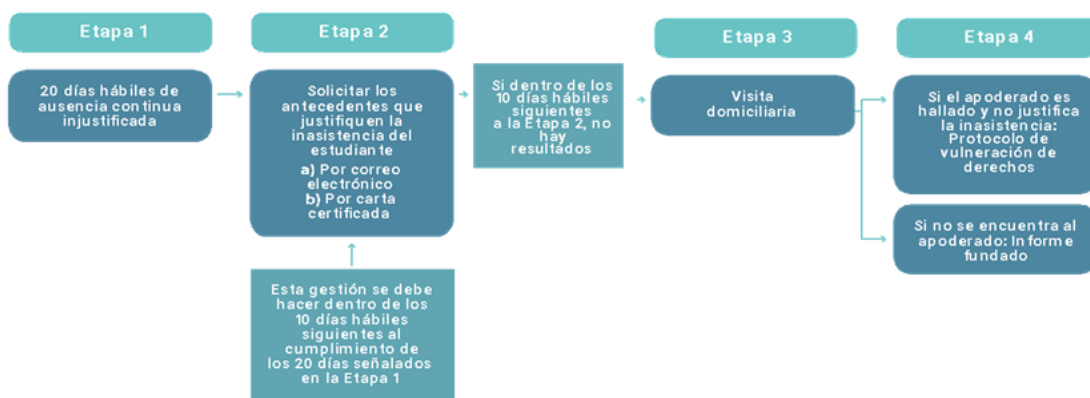 Etapa 1
20 días hábiles de
ausencia continua
injustificada
Etapa 2
Solicitar los
antecedentes que
justifiquen la
inasistencia del
estudiante
a) Por correo
electrónico
b) Por carta
certificada
Esta gestión se debe
hacer dentro de los
10 días hábiles
siguientes al
cumplimiento de
los 20 días señalados
en la Etapa 1
Si dentro de los
10 días hábiles
siguientes
a la Etapa 2, no
hay
resultados
Etapa 3
Visita
domiciliaria
Etapa 4
Si el apoderado es
hallado y no justifica
la inasistencia:
Protocolo de
vulneración de
derechos
Si no se encuentra al
apoderado: Informe
fundado